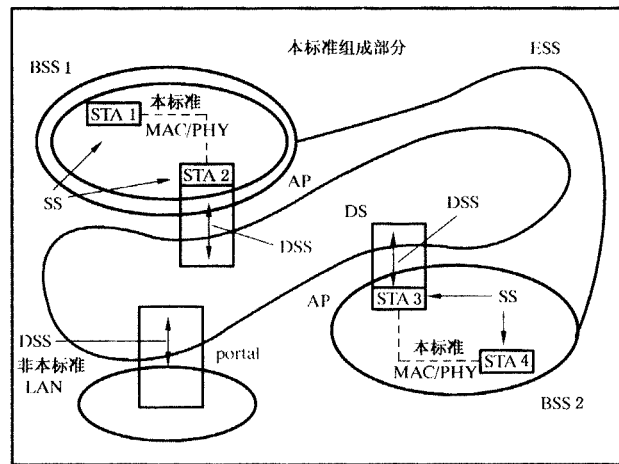 本标准组成部分
ESS
BSS 1
STA 1
本标准
MAC/PHY
STA 2
AP
SS
DSS
DS
DSS
AP
STA 3
SS
DSS
非本标准
LAN
portal
本标准
MAC/PHY
STA 4
BSS 2